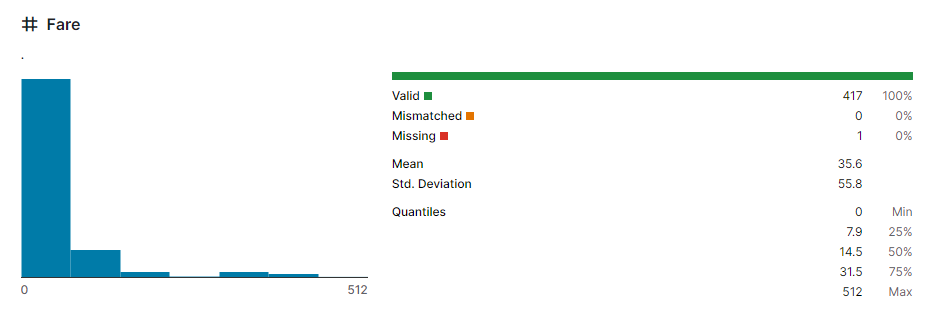 Fare
.
0 512
Valid 417 100%
Mismatched 0 0%
Missing 1 0%
Mean 35.6
Std. Deviation 55.8
Quantiles 0 Min
7.9 25%
14.5 50%
31.5 75%
512 Max